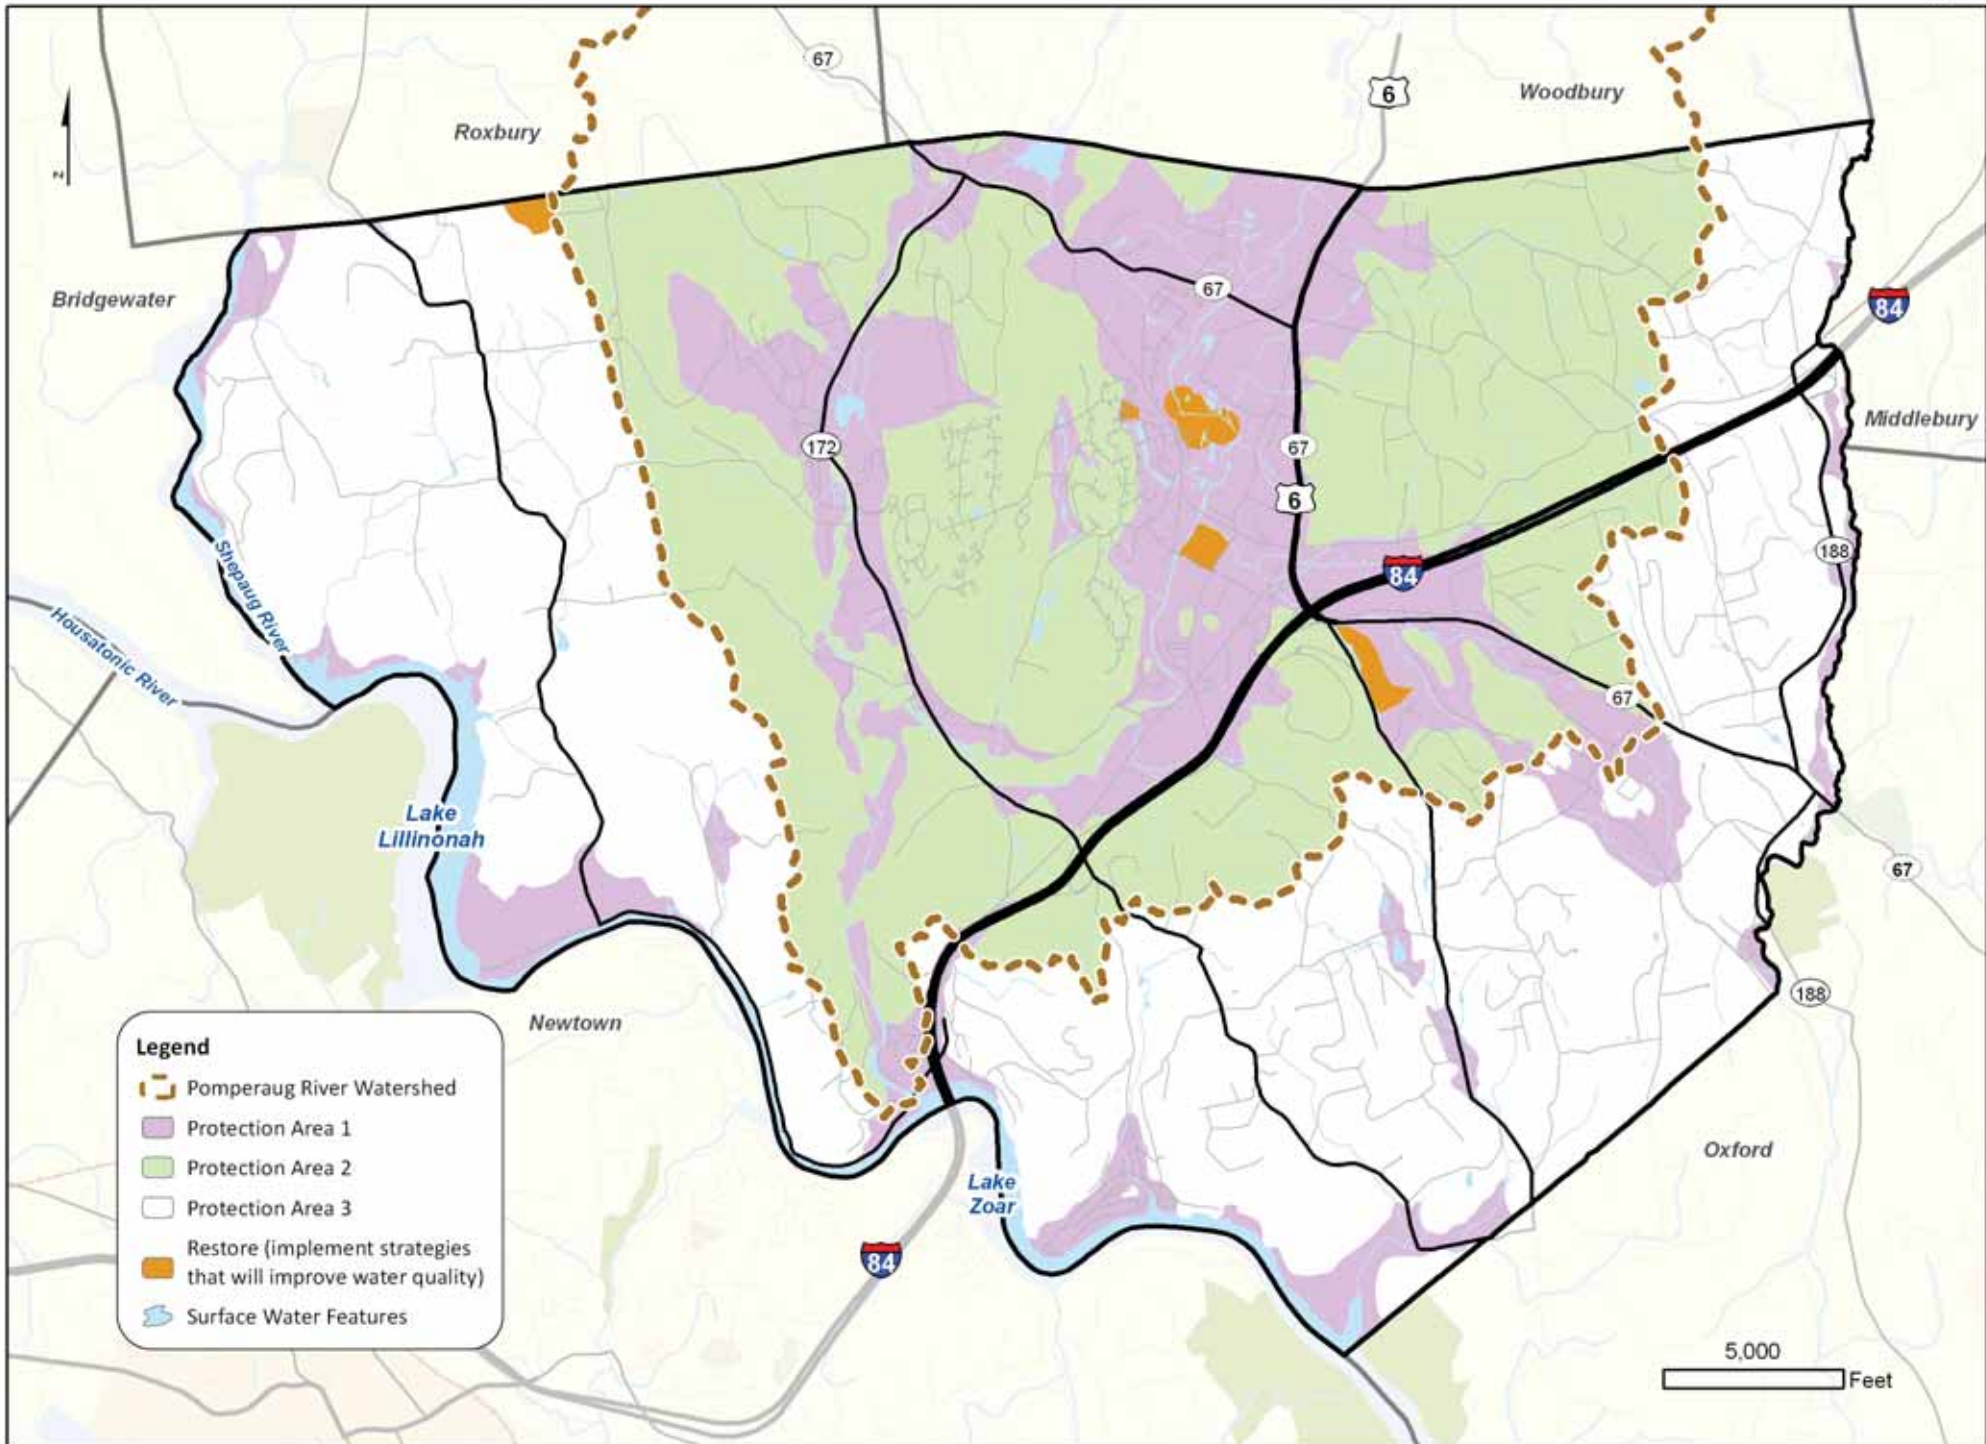 67
6
Woodbury
Roxbury
N
Bridgewater
67
84
Middlebury
172
67
6
84
188
Shepaug River
Housatonic River
67
Lake
Lillinonah
67
188
Newtown
Legend
Pomperaug River Watershed
Protection Area 1
Protection Area 2
Protection Area 3
Restore (implement strategies
that will improve water quality)
Surface Water Features
Lake
Zoar
Oxford
84
5,000
Feet